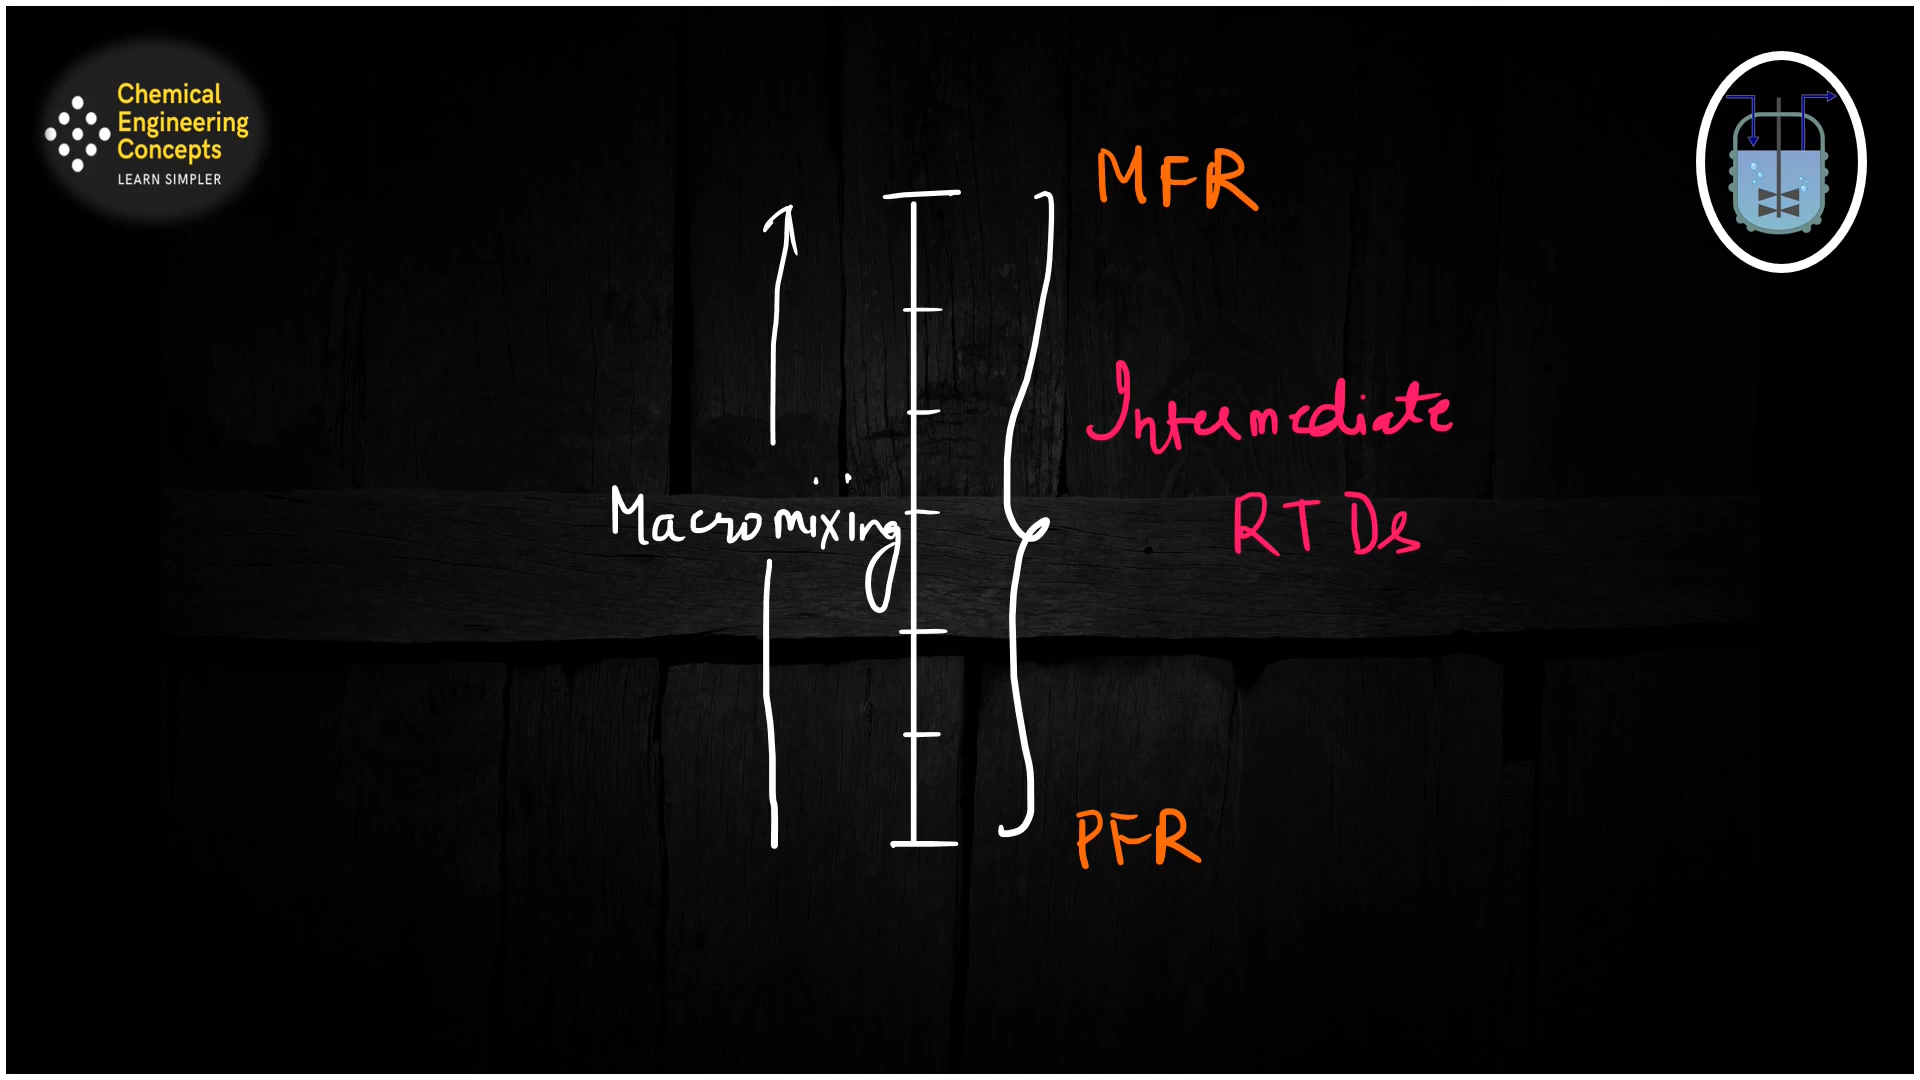 Chemical
Engineering
Concepts
LEARN SIMPLER
MFR
Intermediate
RTDs
Macromixing
PFR